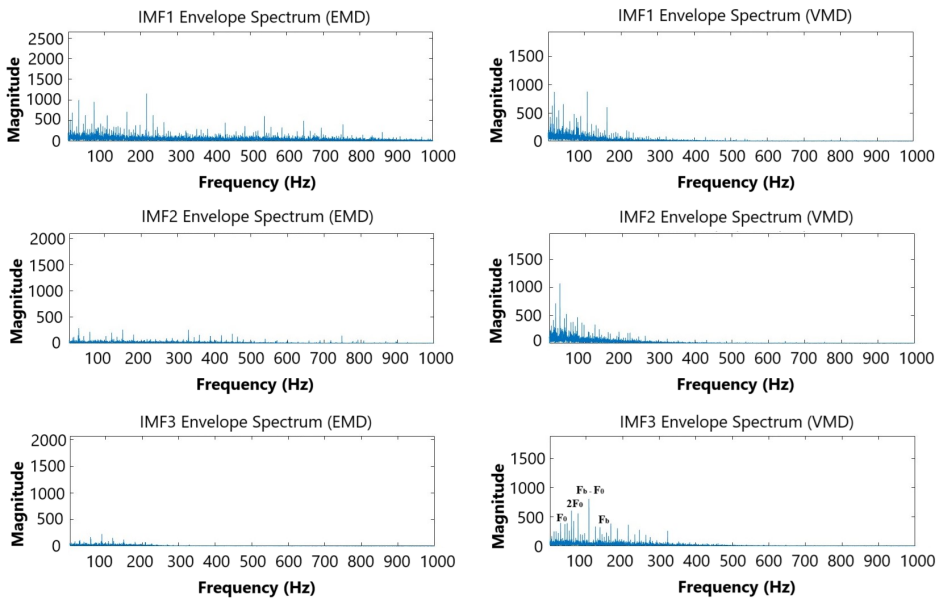 IMF1 Envelope Spectrum (EMD)
2500
2000
1500
1000
500
0
Magnitude
100 200 300 400 500 600 700 800 900 1000
Frequency (Hz)
IMF1 Envelope Spectrum (VMD)
1500
1000
500
0
Magnitude
100 200 300 400 500 600 700 800 900 1000
Frequency (Hz)
IMF2 Envelope Spectrum (EMD)
2000
1500
1000
500
0
Magnitude
100 200 300 400 500 600 700 800 900 1000
Frequency (Hz)
IMF2 Envelope Spectrum (VMD)
1500
1000
500
0
Magnitude
100 200 300 400 500 600 700 800 900 1000
Frequency (Hz)
IMF3 Envelope Spectrum (EMD)
2000
1500
1000
500
0
Magnitude
100 200 300 400 500 600 700 800 900 1000
Frequency (Hz)
IMF3 Envelope Spectrum (VMD)
1500
1000
500
0
Magnitude
Fb - F0
2F0
F0
Fb
100 200 300 400 500 600 700 800 900 1000
Frequency (Hz)